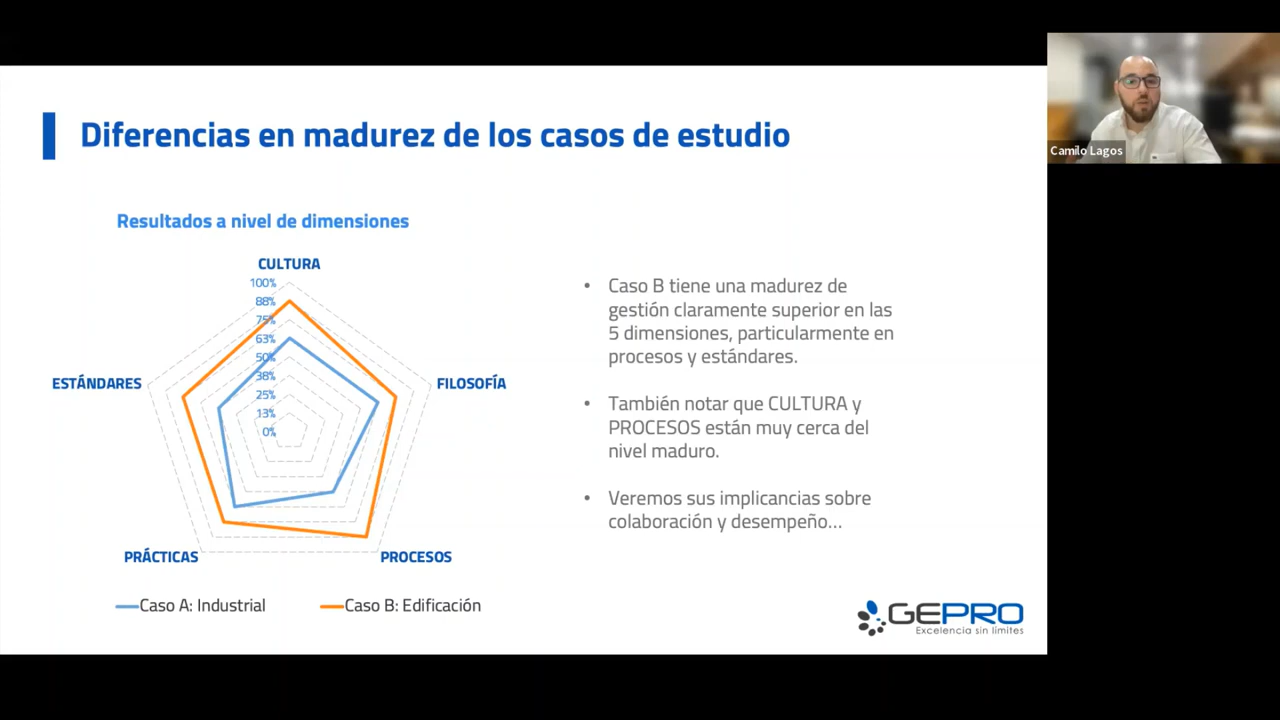 Diferencias en madurez de los casos de estudio
Camilo Lagos
Resultados a nivel de dimensiones
CULTURA
100%
88%
75%
63%
50%
38%
25%
13%
0%
ESTÁNDARES
FILOSOFÍA
PRÁCTICAS
PROCESOS
Caso A: Industrial
Caso B: Edificación
• Caso B tiene una madurez de
gestión claramente superior en las
5 dimensiones, particularmente en
procesos y estándares.
• También notar que CULTURA y
PROCESOS están muy cerca del
nivel maduro.
• Veremos sus implicancias sobre
colaboración y desempeño...
GEPRO
Excelencia sin límites